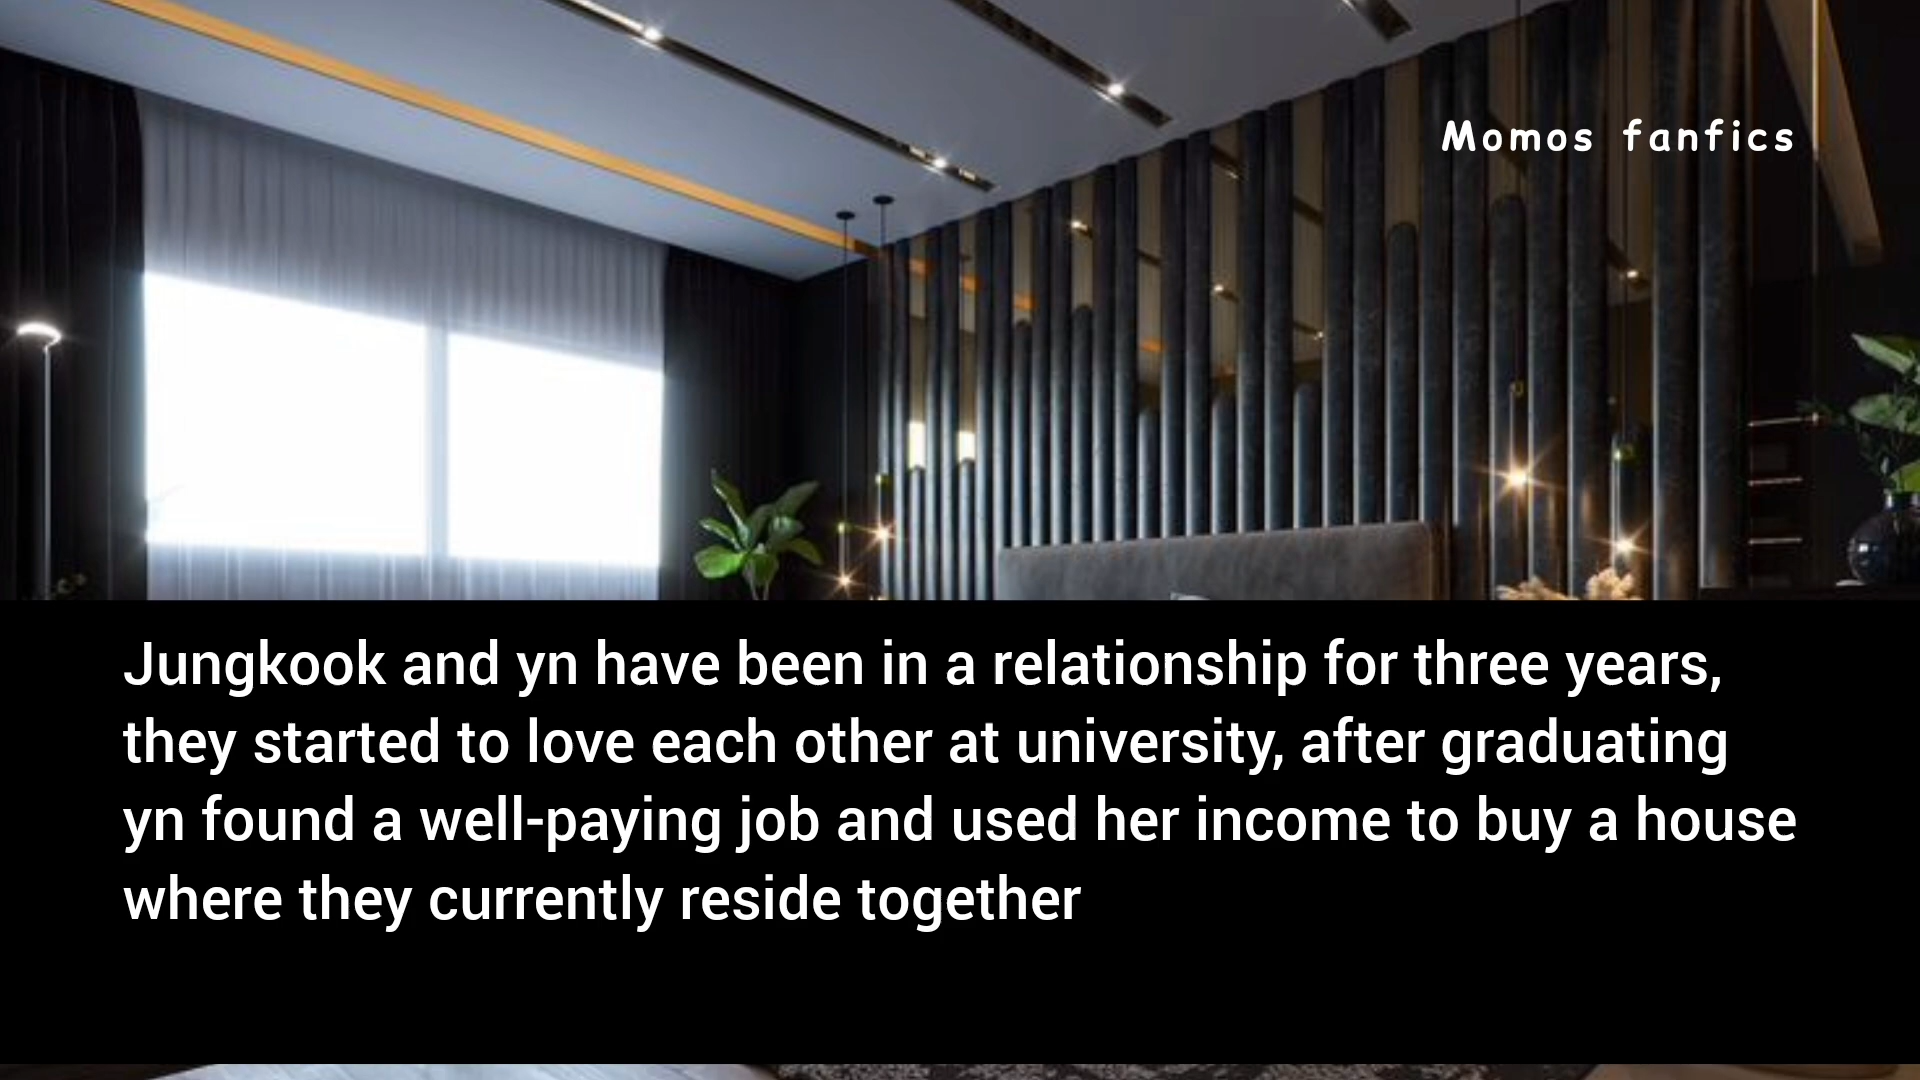 Momos fanfics
Jungkook and yn have been in a relationship for three years,
they started to love each other at university, after graduating
yn found a well-paying job and used her income to buy a house
where they currently reside together